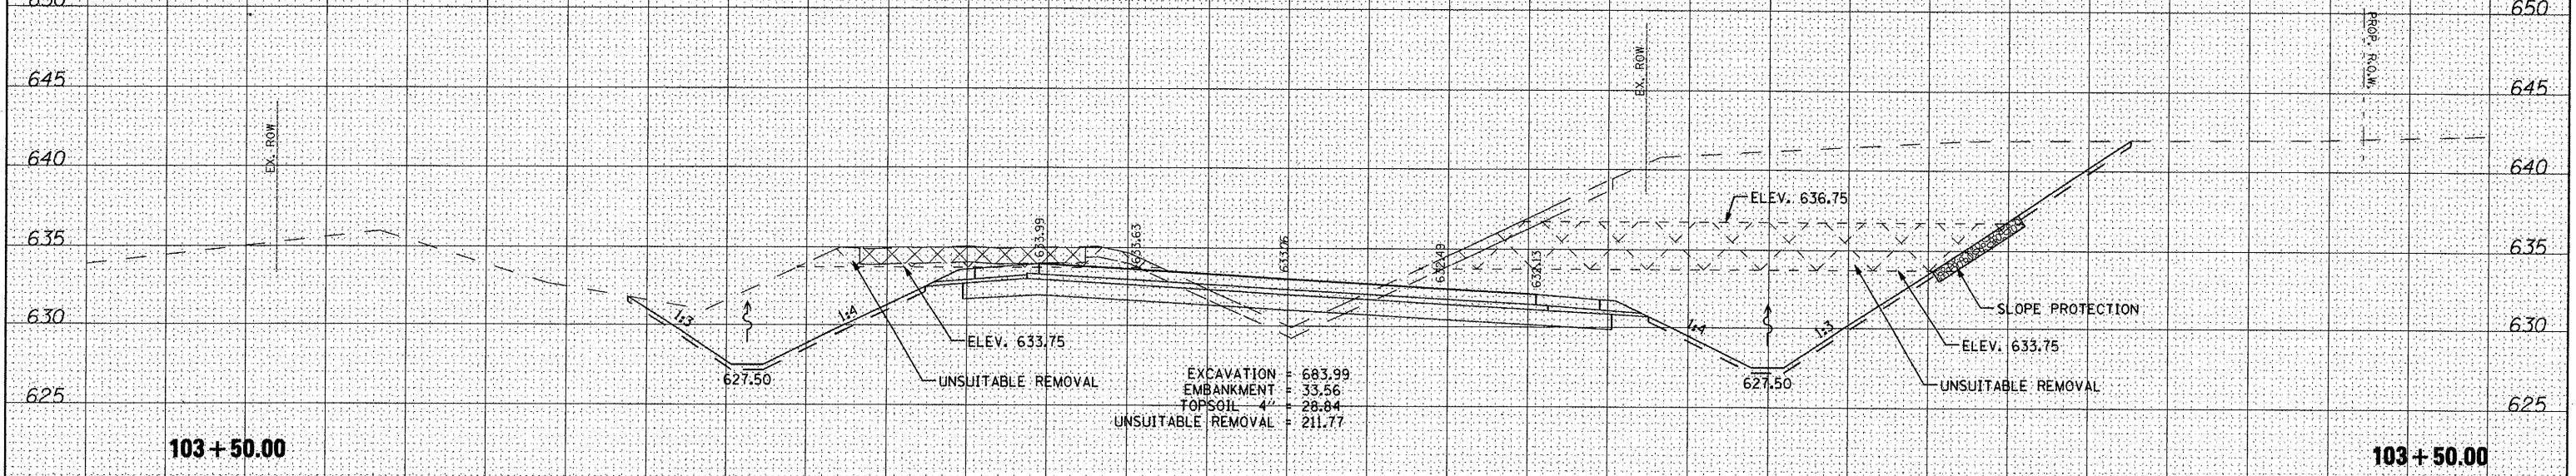 650
650
PROP. R.O.W.
EX. ROW
645
645
EX. ROW
640
640
ELEV. 636.75
635
633.99
633.63
633.06
632.49
632.13
635
SLOPE PROTECTION
630
1:3
1:4
1:4
1:3
630
ELEV. 633.75
ELEV. 633.75
627.50
UNSUITABLE REMOVAL
EXCAVATION = 683.99
EMBANKMENT = 33.56
TOPSOIL 4" = 28.84
UNSUITABLE REMOVAL = 211.77
627.50
UNSUITABLE REMOVAL
625
625
103+50.00
103+50.00